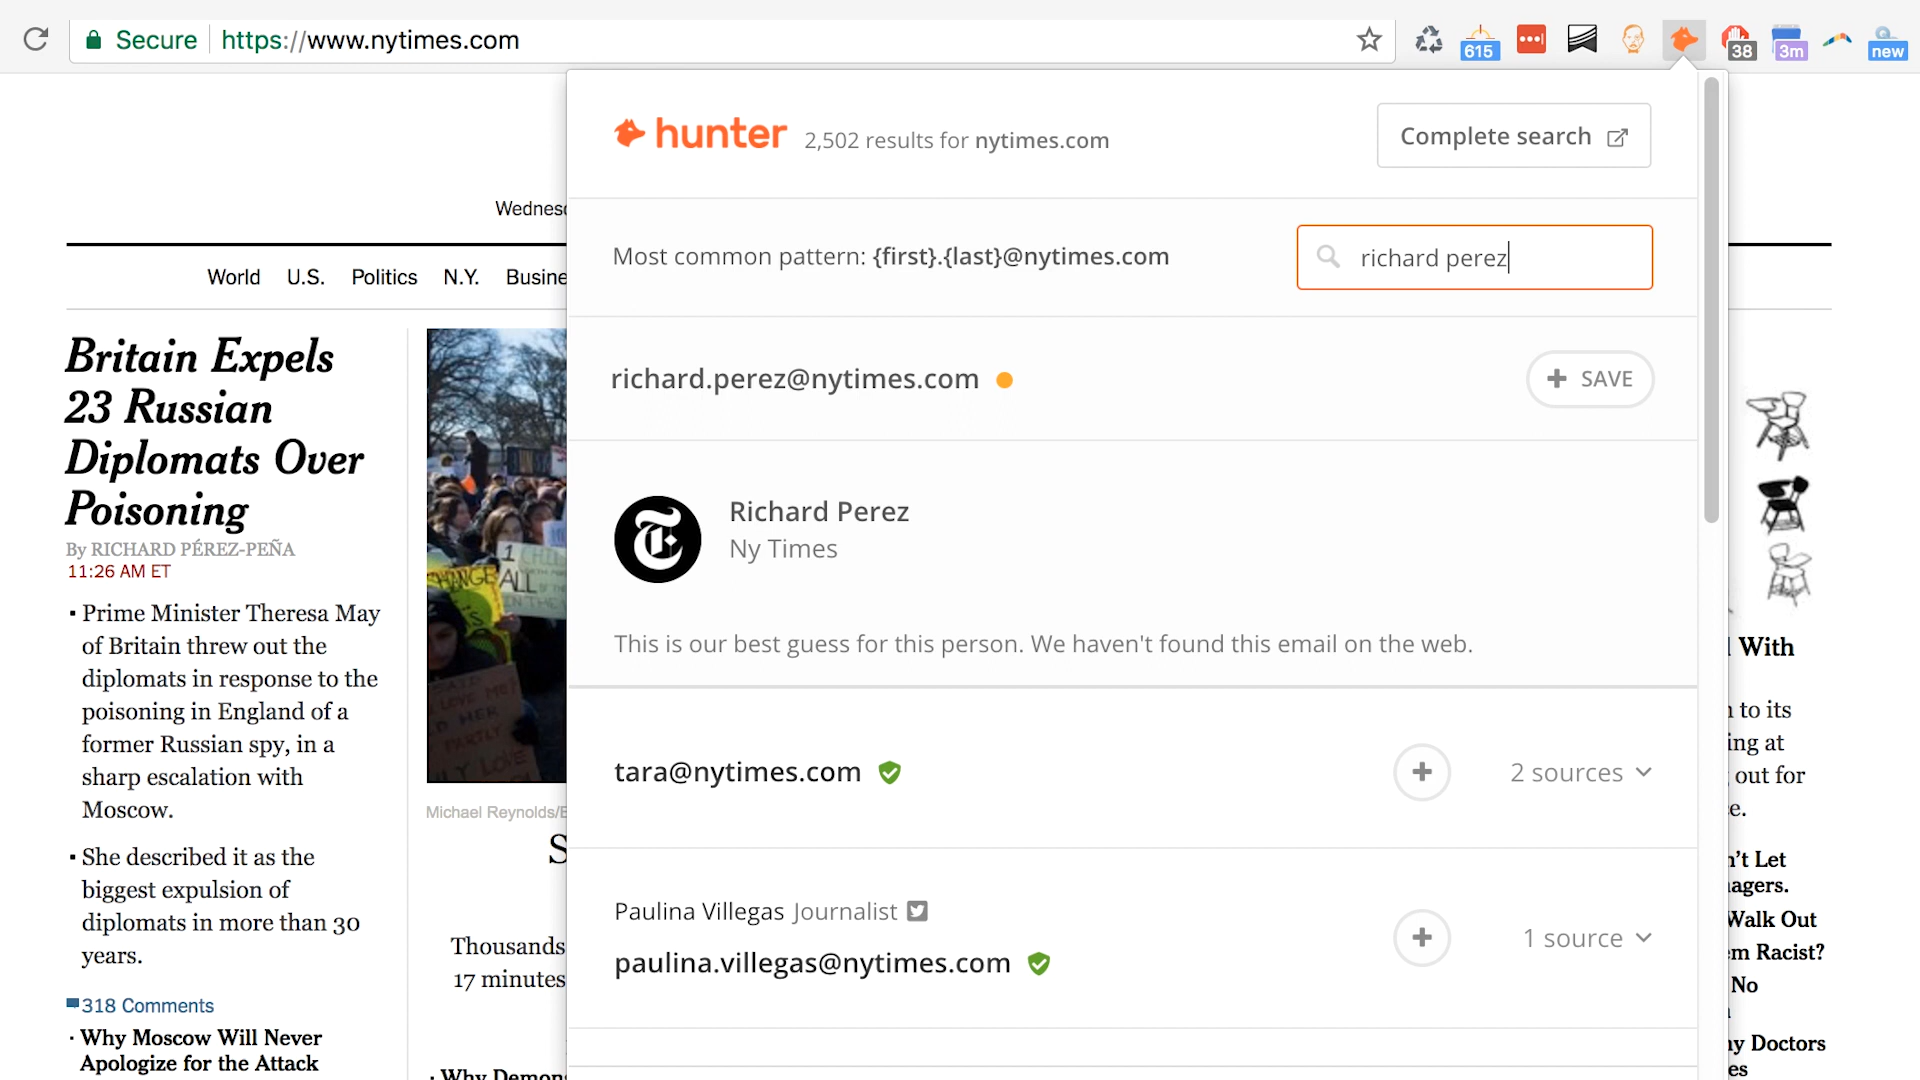 Secure https://www.nytimes.com
615
38
3m
new
hunter 2,502 results for nytimes.com
Complete search
Most common pattern: {first}.{last}@nytimes.com
richard perez
richard.perez@nytimes.com
SAVE
Richard Perez
Ny Times
This is our best guess for this person. We haven't found this email on the web.
tara@nytimes.com
2 sources
Paulina Villegas Journalist
paulina.villegas@nytimes.com
1 source
World U.S. Politics N.Y.
Britain Expels
23 Russian
Diplomats Over
Poisoning
By RICHARD PÉREZ-PEÑA
11:26 AM ET
▪ Prime Minister Theresa May
of Britain threw out the
diplomats in response to the
poisoning in England of a
former Russian spy, in a
sharp escalation with
Moscow.
▪ She described it as the
biggest expulsion of
diplomats in more than 30
years.
318 Comments
· Why Moscow Will Never
Apologize for the Attack
Michael Reynolds/
Thousands
17 minutes
· Why
With
to its
at
out for
Let
Walk Out
Racist?
No
Doctors